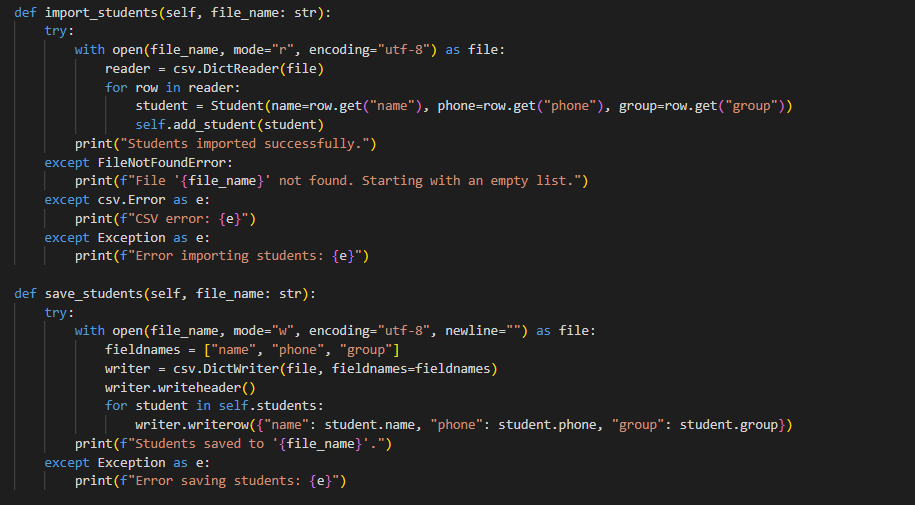 def import_students(self, file_name: str):
    try:
        with open(file_name, mode="r", encoding="utf-8") as file:
            reader = csv.DictReader(file)
            for row in reader:
                student = Student(name=row.get("name"), phone=row.get("phone"), group=row.get("group"))
                self.add_student(student)
        print("Students imported successfully.")
    except FileNotFoundError:
        print(f"File '{file_name}' not found. Starting with an empty list.")
    except csv.Error as e:
        print(f"CSV error: {e}")
    except Exception as e:
        print(f"Error importing students: {e}")

def save_students(self, file_name: str):
    try:
        with open(file_name, mode="w", encoding="utf-8", newline="") as file:
            fieldnames = ["name", "phone", "group"]
            writer = csv.DictWriter(file, fieldnames=fieldnames)
            writer.writeheader()
            for student in self.students:
                writer.writerow({"name": student.name, "phone": student.phone, "group": student.group})
        print(f"Students saved to '{file_name}'.")
    except Exception as e:
        print(f"Error saving students: {e}")